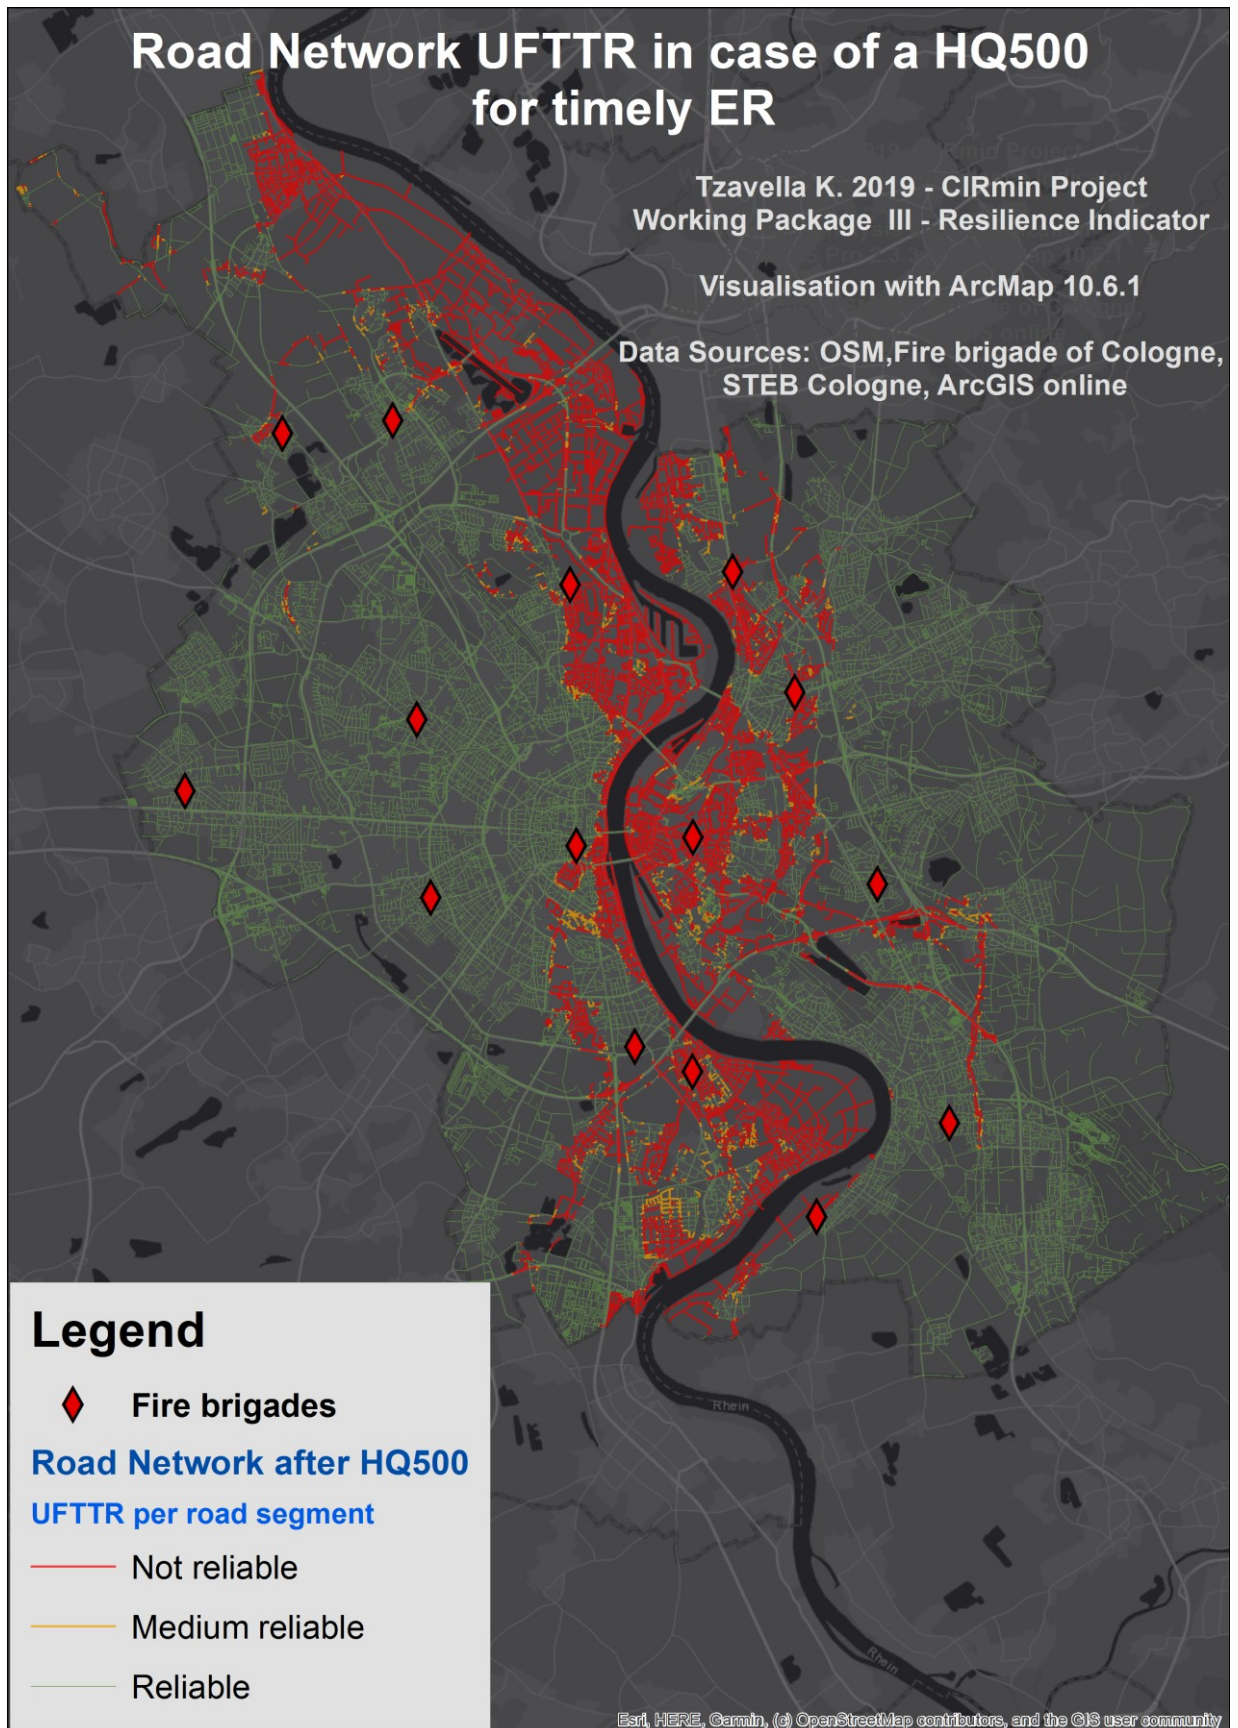 Road Network UFTTR in case of a HQ500
for timely ER
Tzavella K. 2019 - CIRmin Project
Working Package III - Resilience Indicator
Visualisation with ArcMap 10.6.1
Data Sources: OSM,Fire brigade of Cologne,
STEB Cologne, ArcGIS online
Rhein
Rhein
Legend
Fire brigades
Road Network after HQ500
UFTTR per road segment
Not reliable
Medium reliable
Reliable
Esri, HERE, Garmin, (c) OpenStreetMap contributors, and the GIS user community